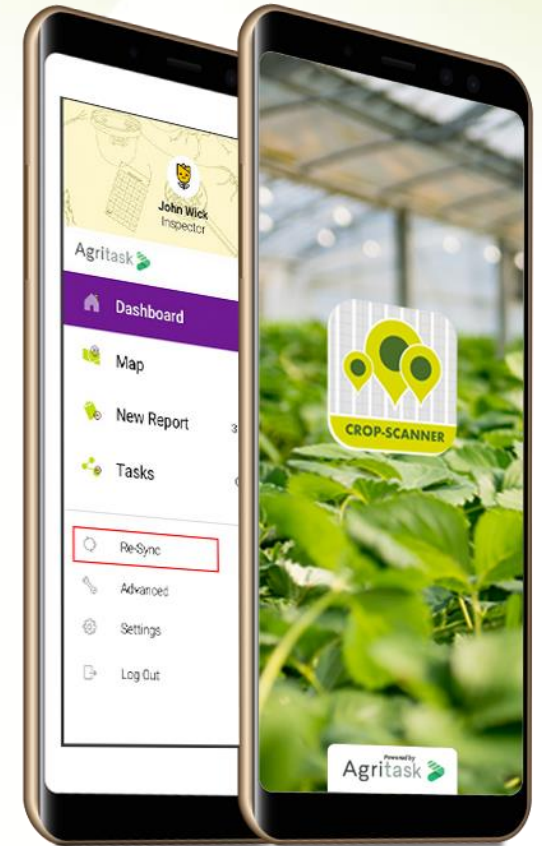 John Wick
Inspector
Agritask
Dashboard
Map
New Report
3
Tasks
Re-Sync
Advanced
Settings
Log Out
CROP-SCANNER
Powered by
Agritask